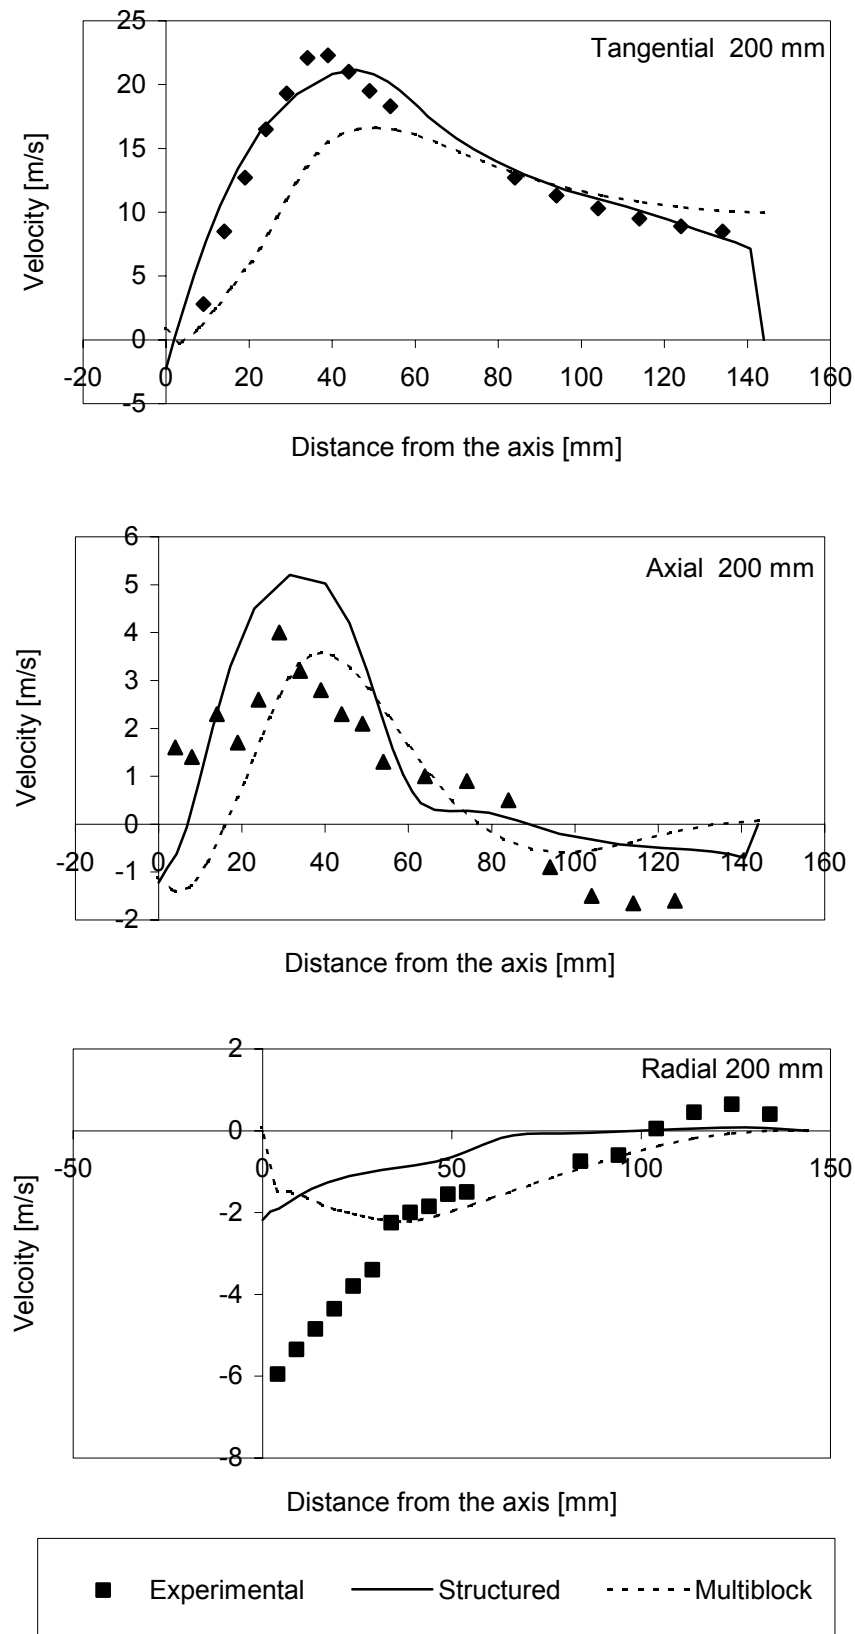 25
Tangential 200 mm
20
15
10
5
0
-20 0 20 40 60 80 100 120 140 160
-5
Velocity [m/s]
Distance from the axis [mm]
6
Axial 200 mm
5
4
3
2
1
0
-20 0 20 40 60 80 100 120 140 160
-1
-2
Velocity [m/s]
Distance from the axis [mm]
2
Radial 200 mm
0
-50 0 50 100 150
-2
-4
-6
-8
Velcoity [m/s]
Distance from the axis [mm]
Experimental Structured Multiblock